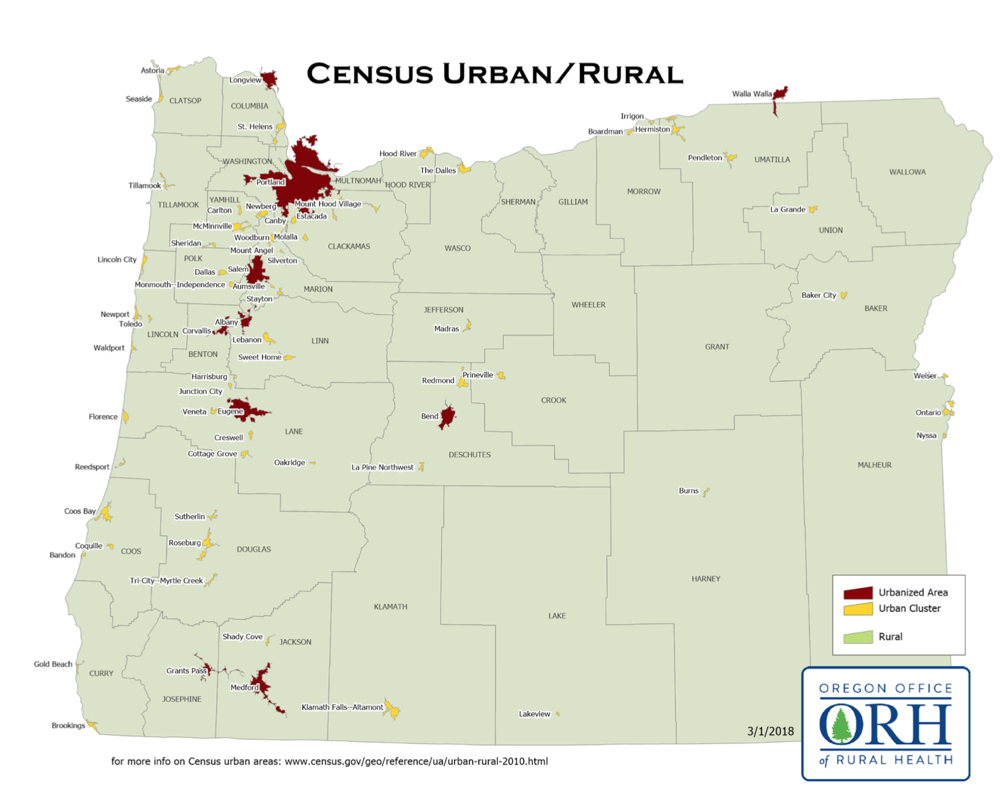 CENSUS URBAN/RURAL
Astoria
Longview
Seaside
CLATSOP
COLUMBIA
Walla Walla
St. Helens
Irrigon
Boardman
Hermiston
Hood River
Pendleton
UMATILLA
WASHINGTON
The Dalles
WALLOWA
Portland
MULTNOMAH
HOOD RIVER
Tillamook
MORROW
YAMHILL
TILLAMOOK
Newberg
Mount Hood Village
SHERMAN
GILLIAM
Carlton
Canby
Estacada
La Grande
McMinnville
UNION
Woodburn
Molalla
Sheridan
Mount Angel
CLACKAMAS
WASCO
Lincoln City
POLK
Silverton
Dallas
Salem
Monmouth--Independence
Aumsville
MARION
Stayton
Baker City
BAKER
WHEELER
JEFFERSON
Newport
Toledo
Albany
Madras
Corvallis
LINCOLN
Lebanon
LINN
Waldport
BENTON
Sweet Home
GRANT
Harrisburg
Redmond
Prineville
Weiser
Junction City
CROOK
Veneta
Eugene
Florence
Bend
Ontario
LANE
Creswell
Nyssa
Cottage Grove
DESCHUTES
Reedsport
Oakridge
La Pine Northwest
MALHEUR
Burns
Coos Bay
Sutherlin
Roseburg
Coquille
DOUGLAS
Bandon
COOS
Tri-City--Myrtle Creek
HARNEY
KLAMATH
LAKE
Urbanized Area
Urban Cluster
Rural
Shady Cove
JACKSON
Gold Beach
CURRY
Grants Pass
Medford
JOSEPHINE
Klamath Falls--Altamont
Lakeview
Brookings
3/1/2018
OREGON OFFICE
ORH
of RURAL HEALTH
for more info on Census urban areas: www.census.gov/geo/reference/ua/urban-rural-2010.html